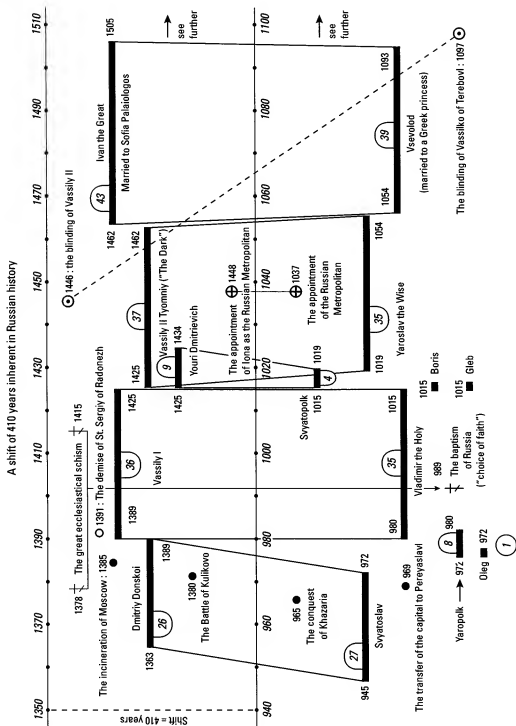 A shift of 410 years inherent in Russian history
1350
1360
1370
1380
1390
1400
1410
1420
1430
1440
1450
1460
1470
1480
1490
1500
1510
1378
The great ecclesiastical schism
1415
The incineration of Moscow : 1385
1391 : The demise of St. Sergiy of Radonezh
1446 : the blinding of Vassily II
1505
Dmitriy Donskoi
1363
26
1389
1389
36
Vassily I
1425
1425
37
Vassily II Tyomniy ("The Dark")
1462
1462
43
Ivan the Great
Married to Sofia Palaiologos
see
further
1380
The Battle of Kulikovo
1425
9
1434
Youri Dmitrievich
1448
The appointment
of Iona as the Russian Metropolitan
Shift = 410 years
940
960
980
1000
1020
1040
1060
1080
1100
965
The conquest
of Khazaria
Svyatopolk
1015
4
1019
1037
The appointment
of the Russian
Metropolitan
see
further
945
27
972
Svyatoslav
980
35
1015
Vladimir the Holy
1019
35
1054
Yaroslav the Wise
1054
39
1093
Vsevolod
(married to a Greek princess)
969
The transfer of the capital to Pereyaslavl
989
The baptism
of Russia
("choice of faith")
1015
Boris
1015
Gleb
The blinding of Vassilko of Terebovl : 1097
Yaropolk
972
8
980
Oleg
972
1